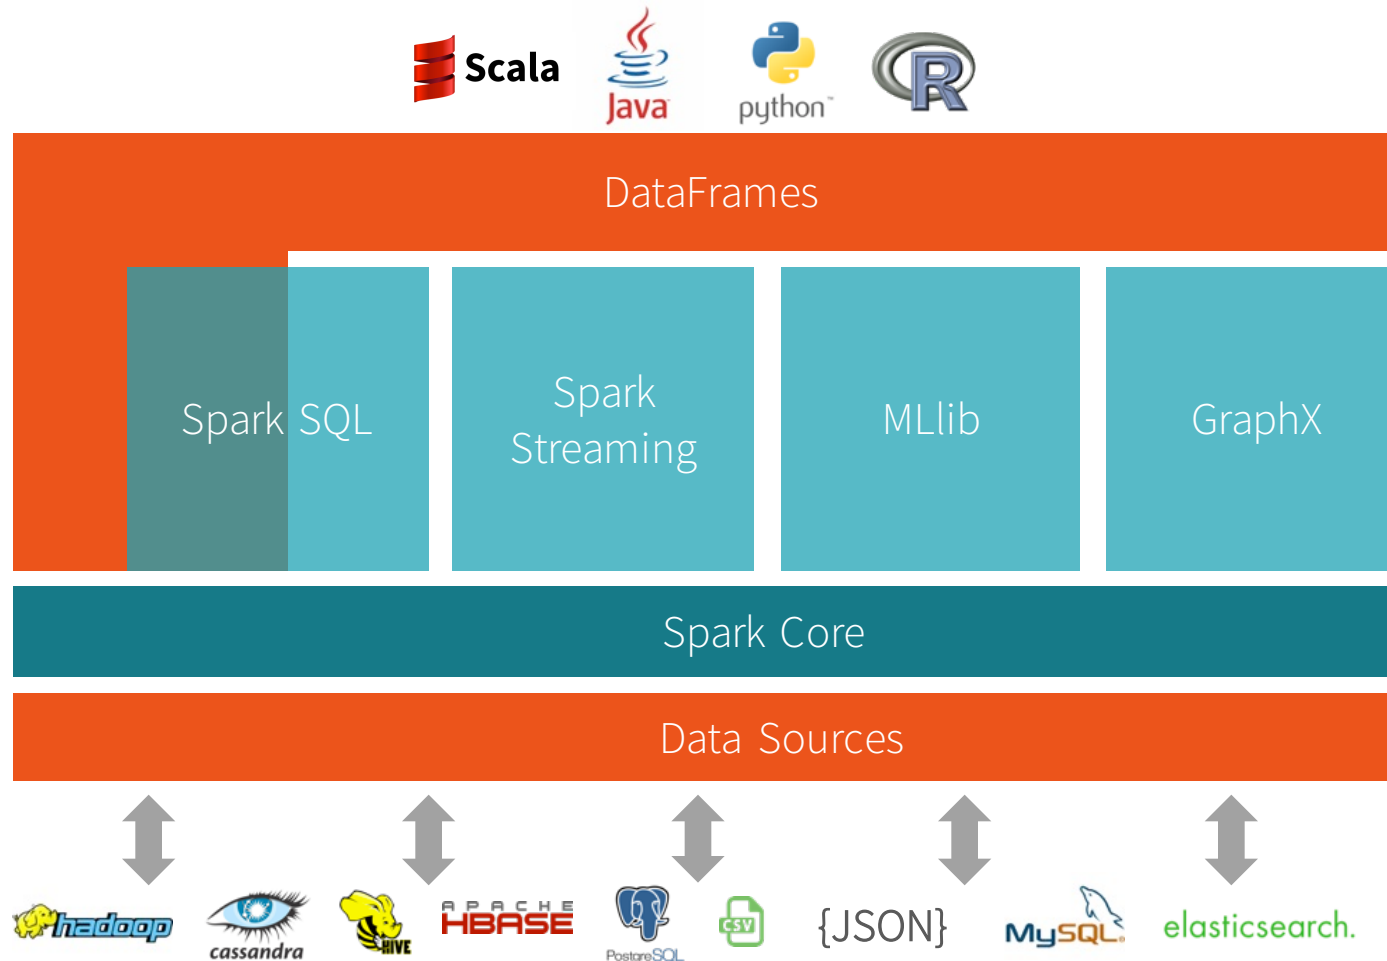 Scala
Java
python™
R
DataFrames
Spark SQL
Spark
Streaming
MLlib
GraphX
Spark Core
Data Sources
hadoop
cassandra
HIVE
APACHE
HBASE
PostgreSQL
CSV
{JSON}
MySQL®
elasticsearch.